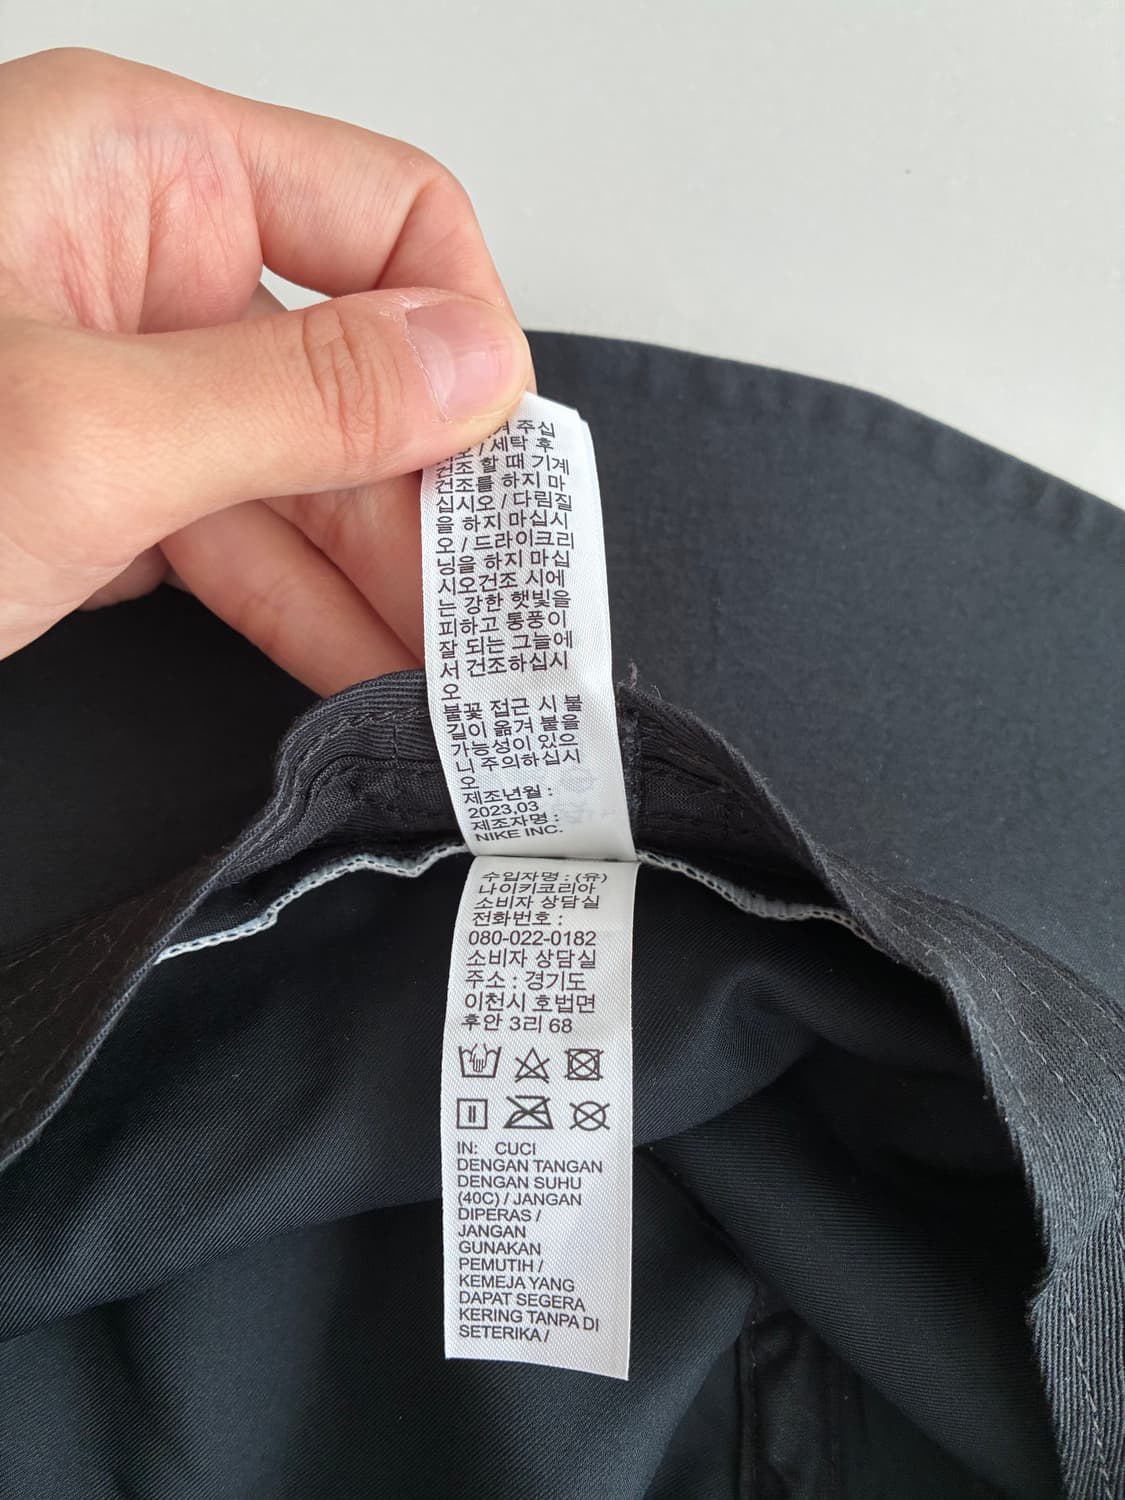 겨 주십
시오 / 세탁 후
건조 할 때 기계
건조를 하지 마
십시오 / 다림질
을 하지 마십시
오 / 드라이크리
닝을 하지 마십
시오건조 시에
는 강한 햇빛을
피하고 통풍이
잘 되는 그늘에
서 건조하십시
오
불꽃 접근 시 불
길이 옮겨 붙을
가능성이 있으
니 주의하십시
오
제조년월 :
2023.03
제조자명 :
NIKE INC.
수입자명 : (유)
나이키코리아
소비자 상담실
전화번호 :
080-022-0182
소비자 상담실
주소 : 경기도
이천시 호법면
후안 3리 68
IN: CUCI
DENGAN TANGAN
DENGAN SUHU
(40C) / JANGAN
DIPERAS /
JANGAN
GUNAKAN
PEMUTIH /
KEMEJA YANG
DAPAT SEGERA
KERING TANPA DI
SETERIKA /